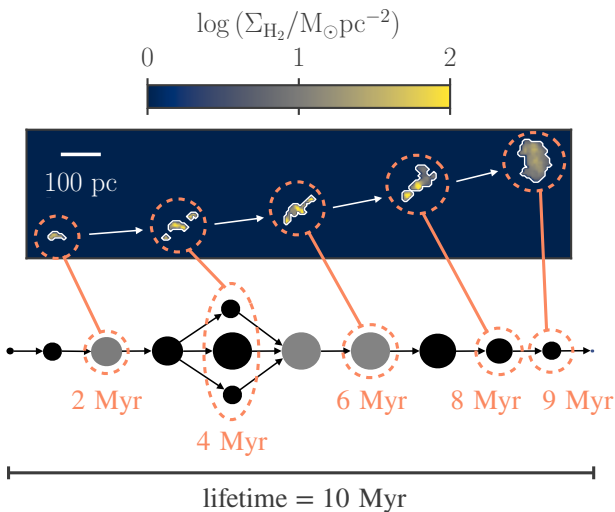 log (Σ_H₂/M_⊙pc⁻²)
0 1 2
100 pc
2 Myr
4 Myr
6 Myr
8 Myr
9 Myr
lifetime = 10 Myr